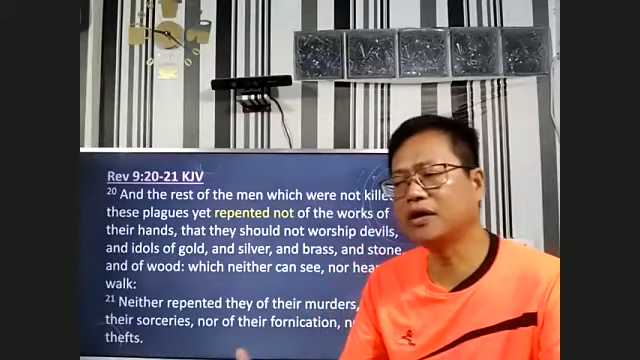 Rev 9:20-21 KJV
20 And the rest of the men which were not kille
these plagues yet repented not of the works of
their hands, that they should not worship devils,
and idols of gold, and silver, and brass, and stone,
and of wood: which neither can see, nor hear
walk:
21 Neither repented they of their murders,
their sorceries, nor of their fornication, n
thefts.